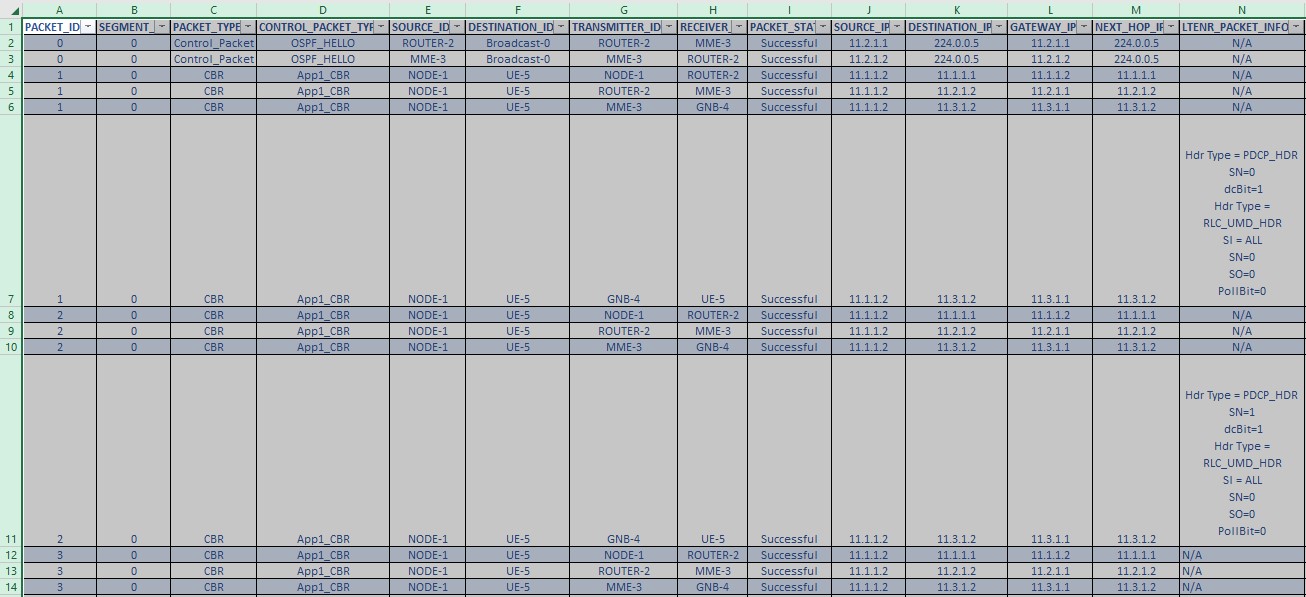 A B C D E F G H I J K L M N
1 PACKET_ID SEGMENT_ PACKET_TYPE CONTROL_PACKET_TYP SOURCE_ID DESTINATION_ID TRANSMITTER_ID RECEIVER_ PACKET_STA SOURCE_IP DESTINATION_IP GATEWAY_IP NEXT_HOP_IP LTENR_PACKET_INFO
2 0 0 Control_Packet OSPF_HELLO ROUTER-2 Broadcast-0 ROUTER-2 MME-3 Successful 11.2.1.1 224.0.0.5 11.2.1.1 224.0.0.5 N/A
3 0 0 Control_Packet OSPF_HELLO MME-3 Broadcast-0 MME-3 ROUTER-2 Successful 11.2.1.2 224.0.0.5 11.2.1.2 224.0.0.5 N/A
4 1 0 CBR App1_CBR NODE-1 UE-5 NODE-1 ROUTER-2 Successful 11.1.1.2 11.1.1.1 11.1.1.2 11.1.1.1 N/A
5 1 0 CBR App1_CBR NODE-1 UE-5 ROUTER-2 MME-3 Successful 11.1.1.2 11.2.1.2 11.2.1.1 11.2.1.2 N/A
6 1 0 CBR App1_CBR NODE-1 UE-5 MME-3 GNB-4 Successful 11.1.1.2 11.3.1.2 11.3.1.1 11.3.1.2 N/A
Hdr Type = PDCP_HDR
SN=0
dcBit=1
Hdr Type =
RLC_UMD_HDR
SI = ALL
SN=0
SO=0
PollBit=0
7 1 0 CBR App1_CBR NODE-1 UE-5 GNB-4 UE-5 Successful 11.1.1.2 11.3.1.2 11.3.1.1 11.3.1.2
8 2 0 CBR App1_CBR NODE-1 UE-5 NODE-1 ROUTER-2 Successful 11.1.1.2 11.1.1.1 11.1.1.2 11.1.1.1 N/A
9 2 0 CBR App1_CBR NODE-1 UE-5 ROUTER-2 MME-3 Successful 11.1.1.2 11.2.1.2 11.2.1.1 11.2.1.2 N/A
10 2 0 CBR App1_CBR NODE-1 UE-5 MME-3 GNB-4 Successful 11.1.1.2 11.3.1.2 11.3.1.1 11.3.1.2 N/A
Hdr Type = PDCP_HDR
SN=1
dcBit=1
Hdr Type =
RLC_UMD_HDR
SI = ALL
SN=0
SO=0
PollBit=0
11 2 0 CBR App1_CBR NODE-1 UE-5 GNB-4 UE-5 Successful 11.1.1.2 11.3.1.2 11.3.1.1 11.3.1.2
12 3 0 CBR App1_CBR NODE-1 UE-5 NODE-1 ROUTER-2 Successful 11.1.1.2 11.1.1.1 11.1.1.2 11.1.1.1 N/A
13 3 0 CBR App1_CBR NODE-1 UE-5 ROUTER-2 MME-3 Successful 11.1.1.2 11.2.1.2 11.2.1.1 11.2.1.2 N/A
14 3 0 CBR App1_CBR NODE-1 UE-5 MME-3 GNB-4 Successful 11.1.1.2 11.3.1.2 11.3.1.1 11.3.1.2 N/A